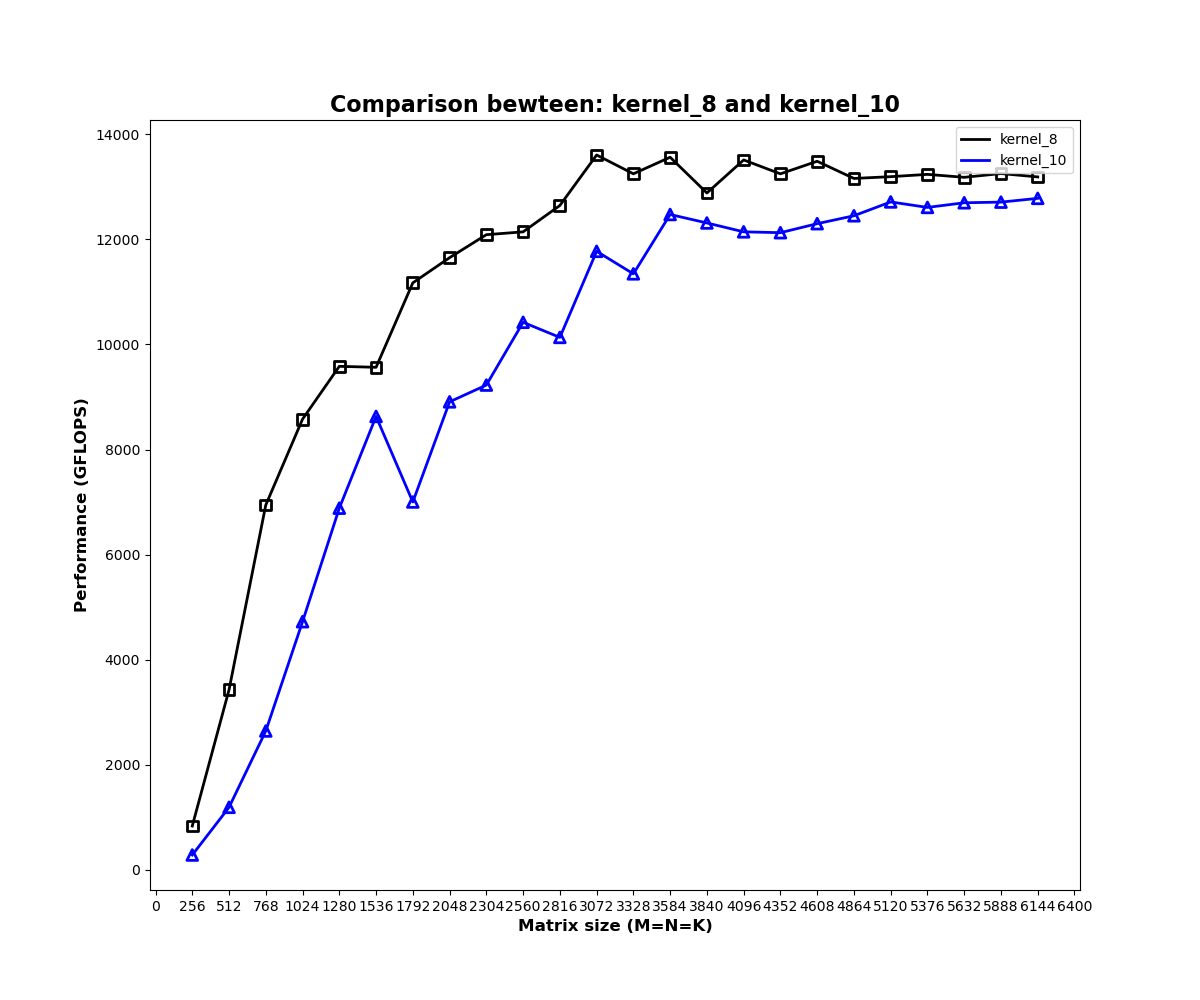 Comparison bewteen: kernel_8 and kernel_10
kernel_8
kernel_10
Performance (GFLOPS)
14000
12000
10000
8000
6000
4000
2000
0
0 256 512 768 1024 1280 1536 1792 2048 2304 2560 2816 3072 3328 3584 3840 4096 4352 4608 4864 5120 5376 5632 5888 6144 6400
Matrix size (M=N=K)